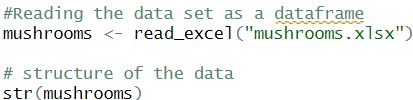 #Reading the data set as a dataframe
mushrooms <- read_excel("mushrooms.xlsx")
# structure of the data
str(mushrooms)